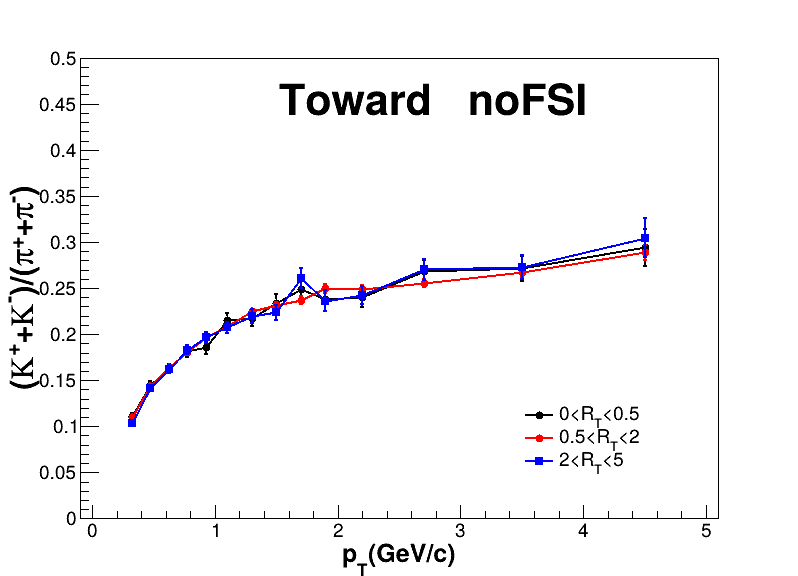 Toward noFSI
0.5
0.45
0.4
0.35
0.3
0.25
0.2
0.15
0.1
0.05
0
(K⁺+K⁻)/(π⁺+π⁻)
0<R_T<0.5
0.5<R_T<2
2<R_T<5
0 1 2 3 4 5
p_T(GeV/c)